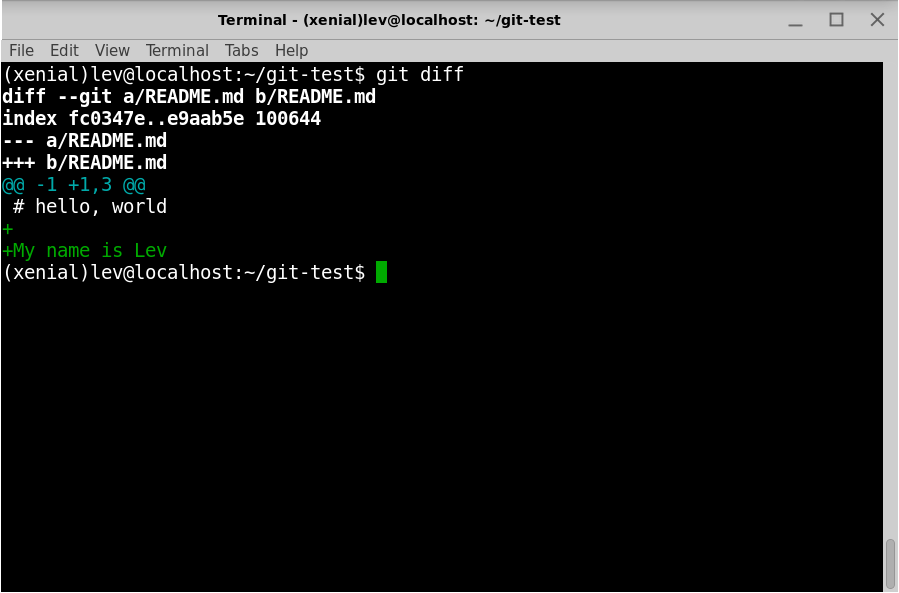 Terminal - (xenial)lev@localhost: ~/git-test
File Edit View Terminal Tabs Help
(xenial)lev@localhost:~/git-test$ git diff
diff --git a/README.md b/README.md
index fc0347e..e9aab5e 100644
--- a/README.md
+++ b/README.md
@@ -1 +1,3 @@
 # hello, world
+
+My name is Lev
(xenial)lev@localhost:~/git-test$